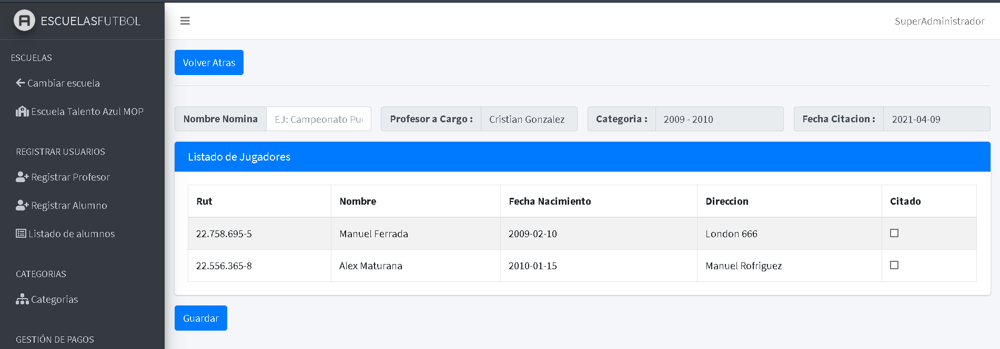 ESCUELASFUTBOL
SuperAdministrador
ESCUELAS
Cambiar escuela
Escuela Talento Azul MOP
REGISTRAR USUARIOS
Registrar Profesor
Registrar Alumno
Listado de alumnos
CATEGORIAS
Categorias
GESTIÓN DE PAGOS
Volver Atras
Nombre Nomina EJ: Campeonato Pu Profesor a Cargo : Cristian Gonzalez Categoria : 2009 - 2010 Fecha Citacion : 2021-04-09
Listado de Jugadores
Rut Nombre Fecha Nacimiento Direccion Citado
22.758.695-5 Manuel Ferrada 2009-02-10 London 666
22.556.365-8 Alex Maturana 2010-01-15 Manuel Rofriguez
Guardar